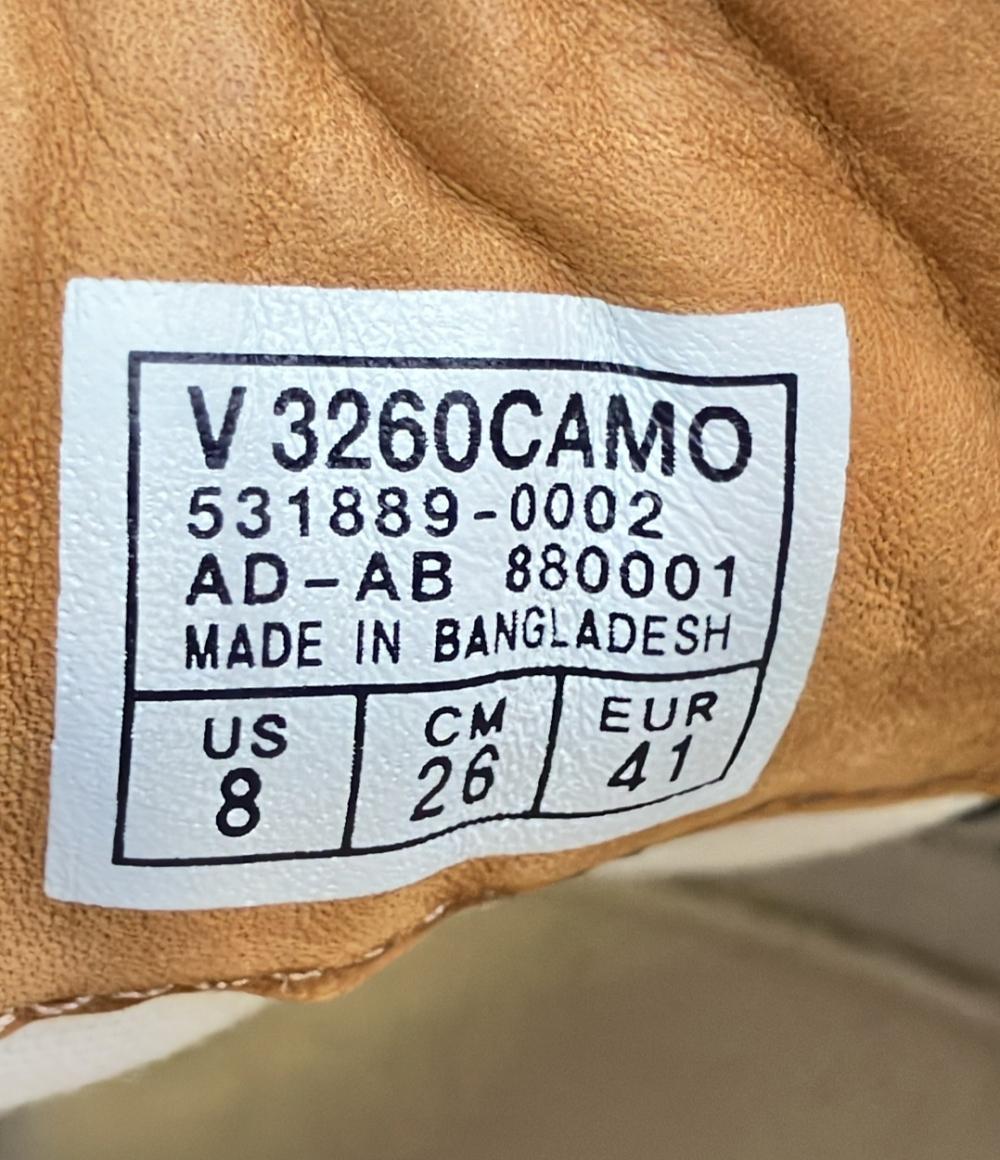 V 3260CAMO
531889-0002
AD-AB 880001
MADE IN BANGLADESH
US CM EUR
8 26 41